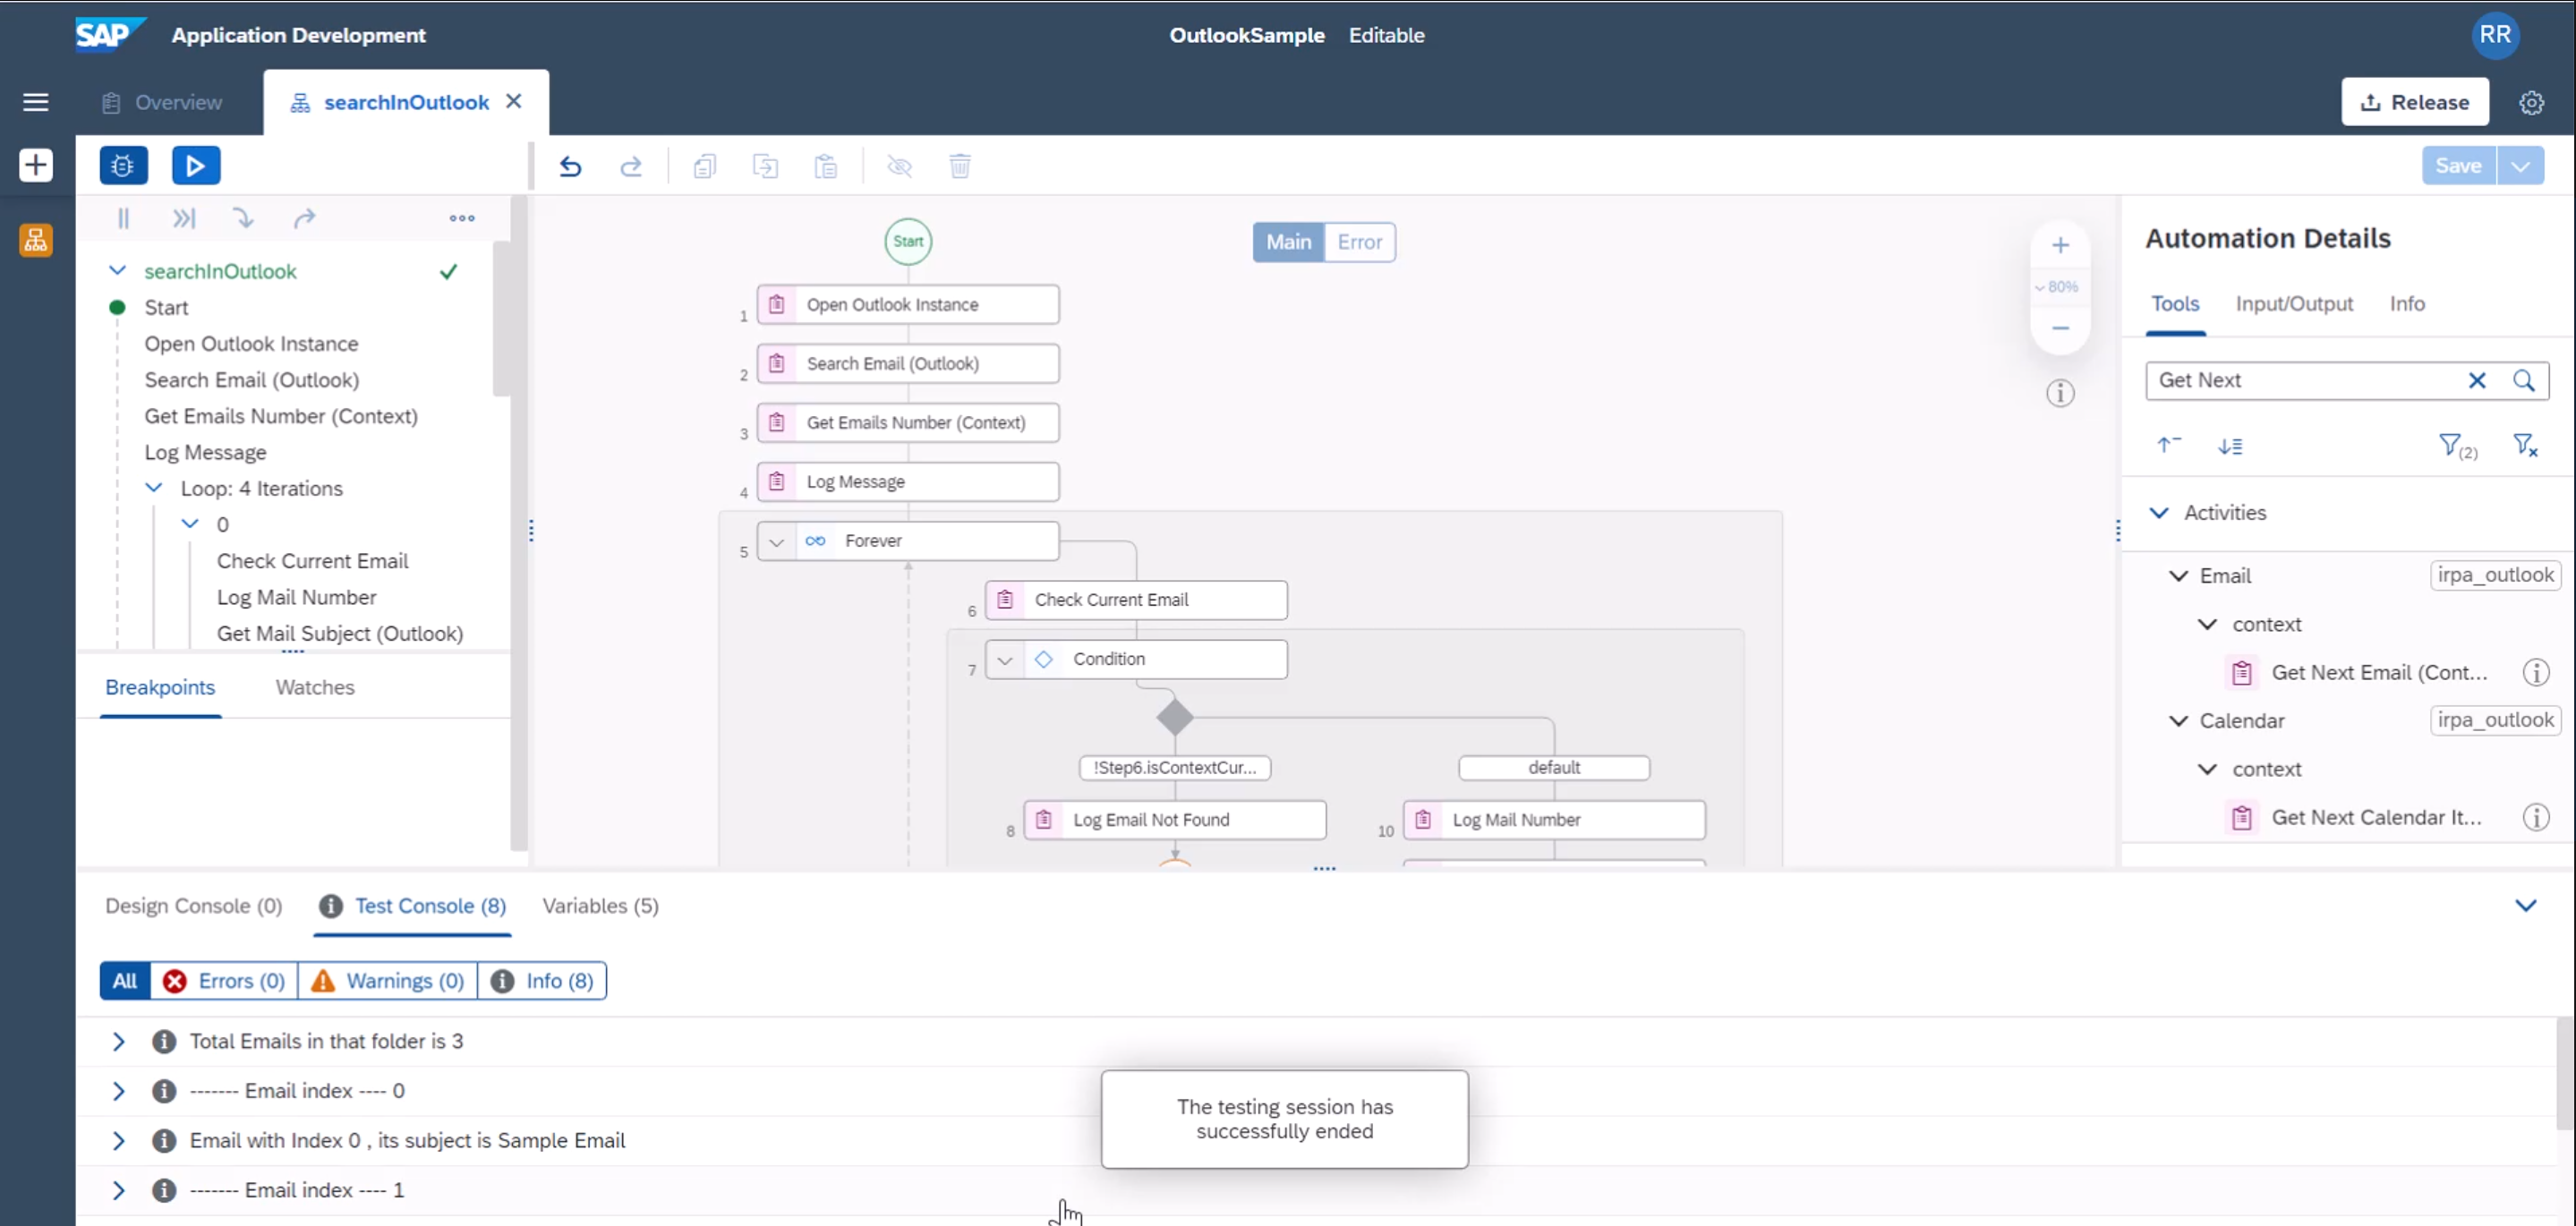 SAP Application Development
OutlookSample Editable
RR
Overview
searchInOutlook
Release
Save
searchInOutlook
Start
Open Outlook Instance
Search Email (Outlook)
Get Emails Number (Context)
Log Message
Loop: 4 Iterations
0
Check Current Email
Log Mail Number
Get Mail Subject (Outlook)
Breakpoints Watches
Start
Main Error
80%
1 Open Outlook Instance
2 Search Email (Outlook)
3 Get Emails Number (Context)
4 Log Message
5 Forever
6 Check Current Email
7 Condition
!Step6.isContextCur... default
8 Log Email Not Found
10 Log Mail Number
Automation Details
Tools Input/Output Info
Get Next
(2)
Activities
Email irpa_outlook
context
Get Next Email (Cont...
Calendar irpa_outlook
context
Get Next Calendar It...
Design Console (0) Test Console (8) Variables (5)
All Errors (0) Warnings (0) Info (8)
Total Emails in that folder is 3
------- Email index ---- 0
Email with Index 0 , its subject is Sample Email
------- Email index ---- 1
The testing session has
successfully ended